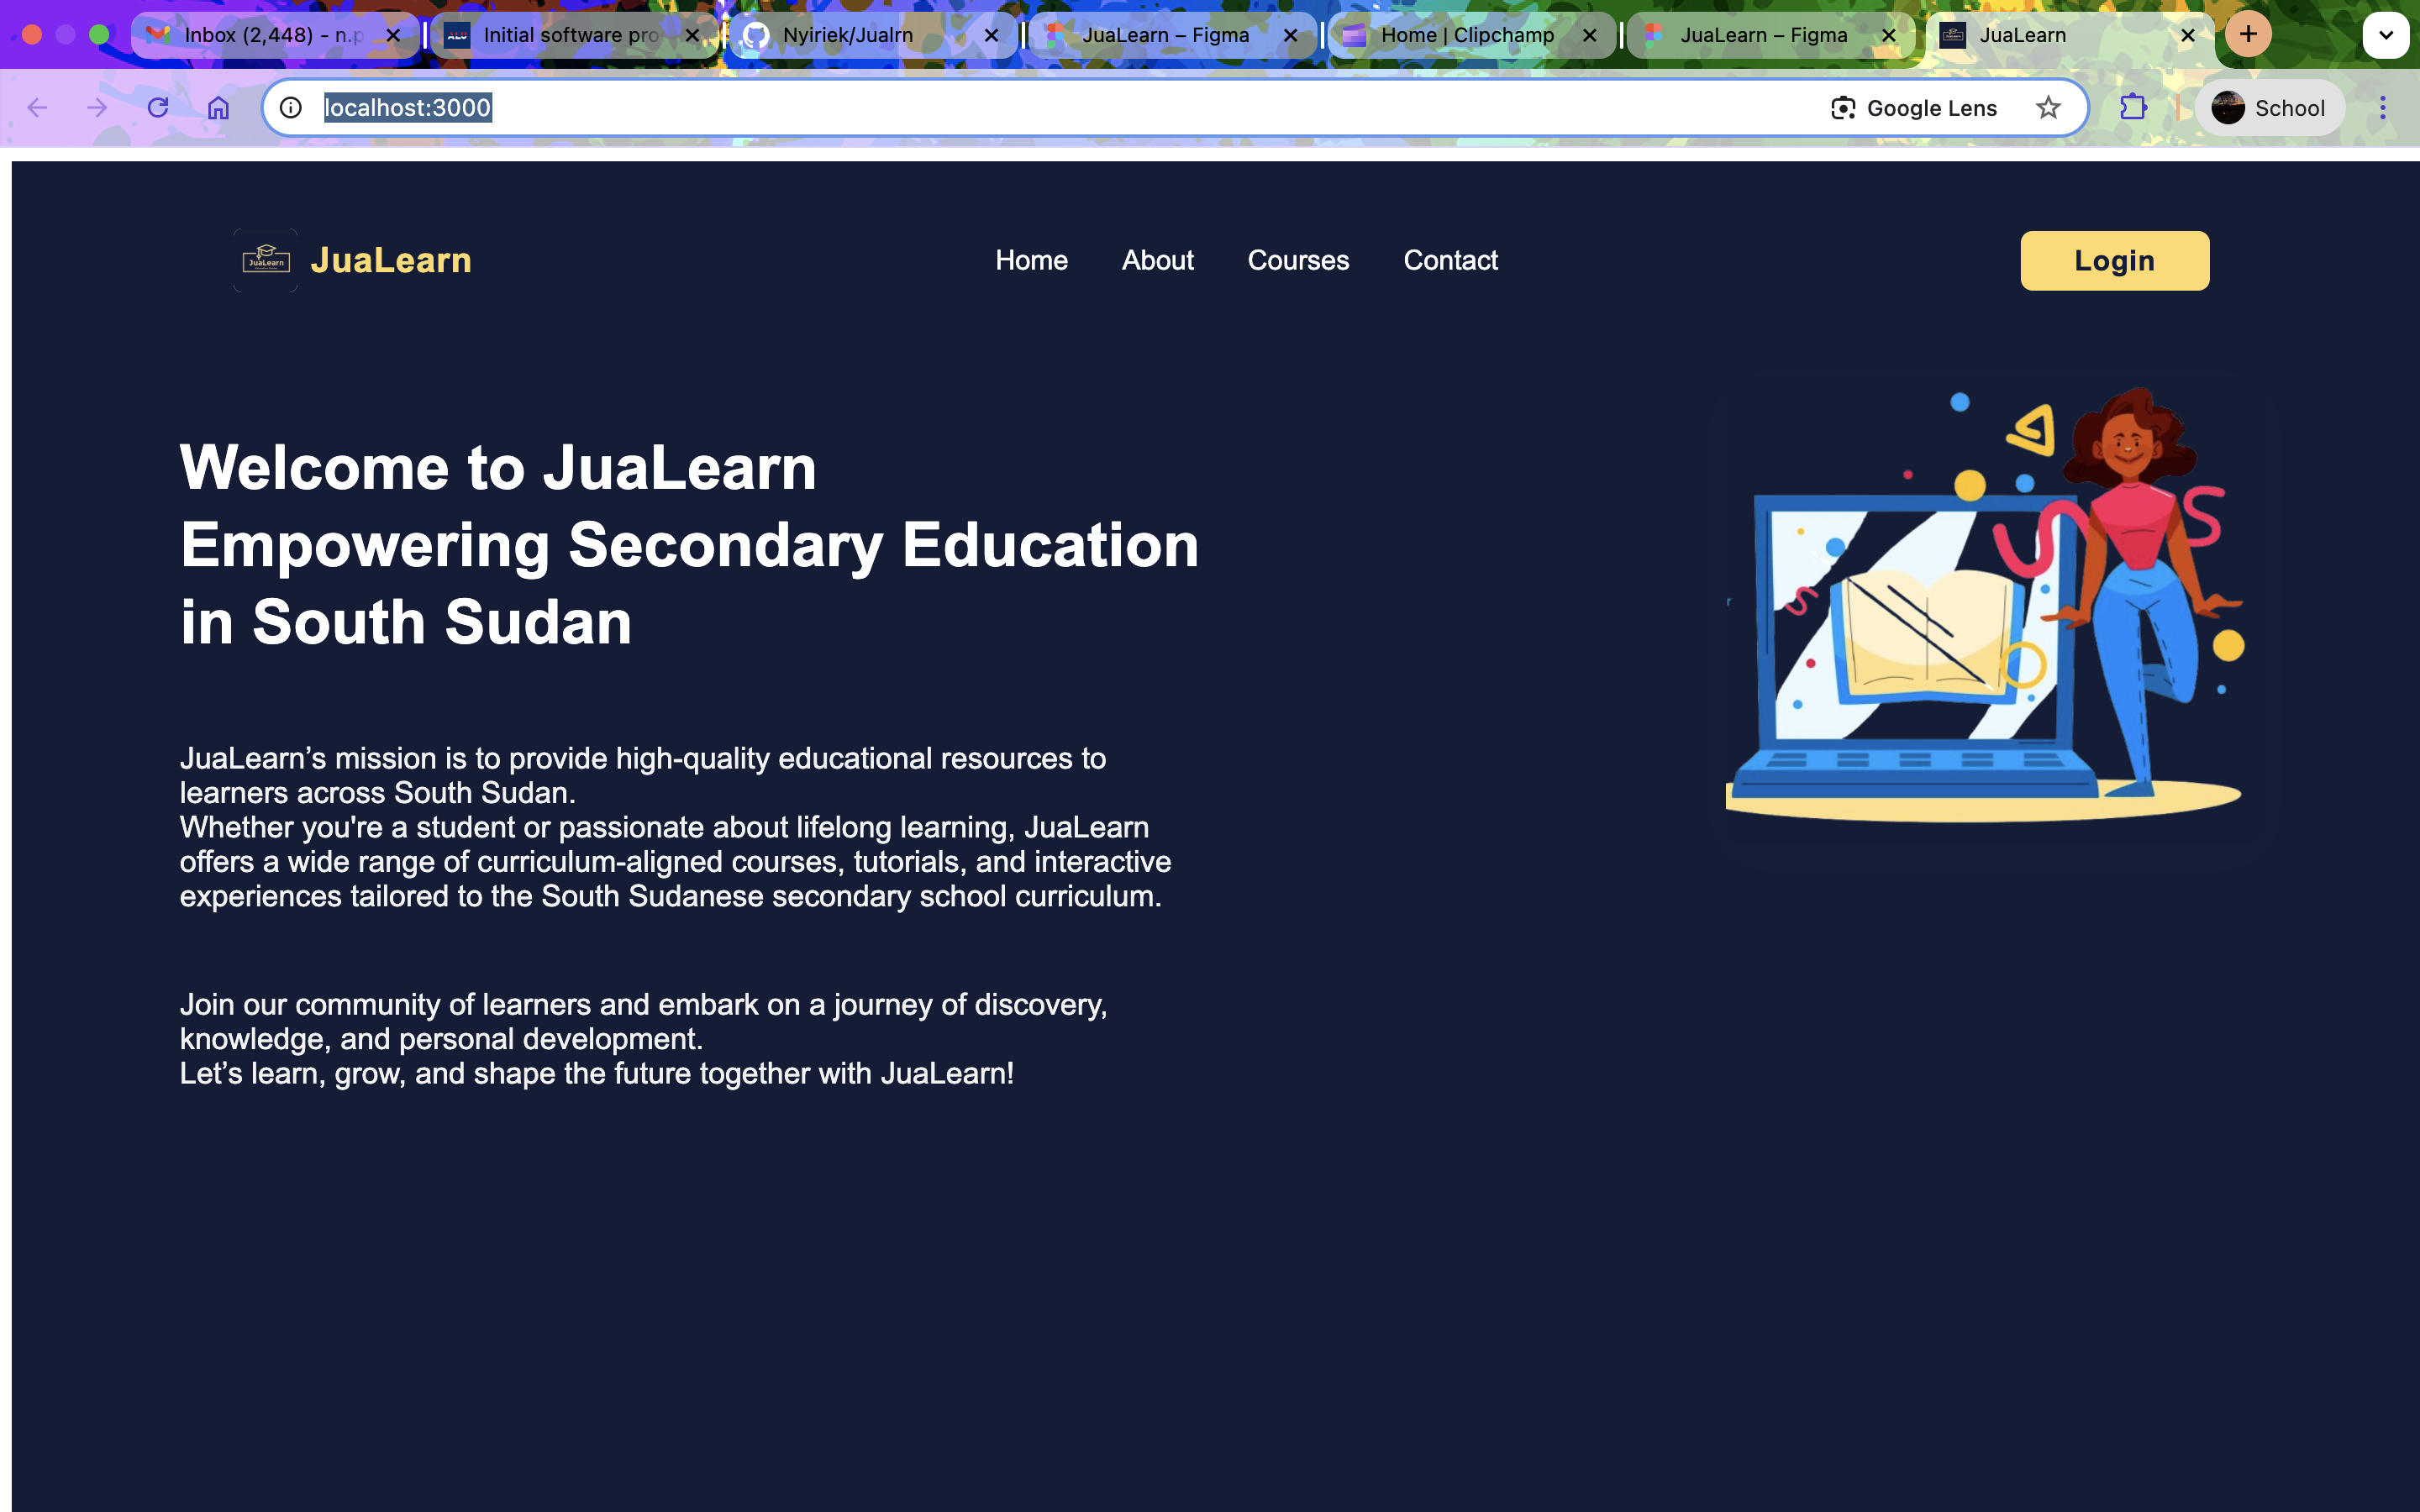 Inbox (2,448) - n.p
Initial software pro
Nyiriek/Jualrn
JuaLearn – Figma
Home | Clipchamp
JuaLearn – Figma
JuaLearn
localhost:3000
Google Lens
School
JuaLearn
JuaLearn
Home
About
Courses
Contact
Login
Welcome to JuaLearn
Empowering Secondary Education
in South Sudan
JuaLearn’s mission is to provide high-quality educational resources to
learners across South Sudan.
Whether you're a student or passionate about lifelong learning, JuaLearn
offers a wide range of curriculum-aligned courses, tutorials, and interactive
experiences tailored to the South Sudanese secondary school curriculum.
Join our community of learners and embark on a journey of discovery,
knowledge, and personal development.
Let’s learn, grow, and shape the future together with JuaLearn!